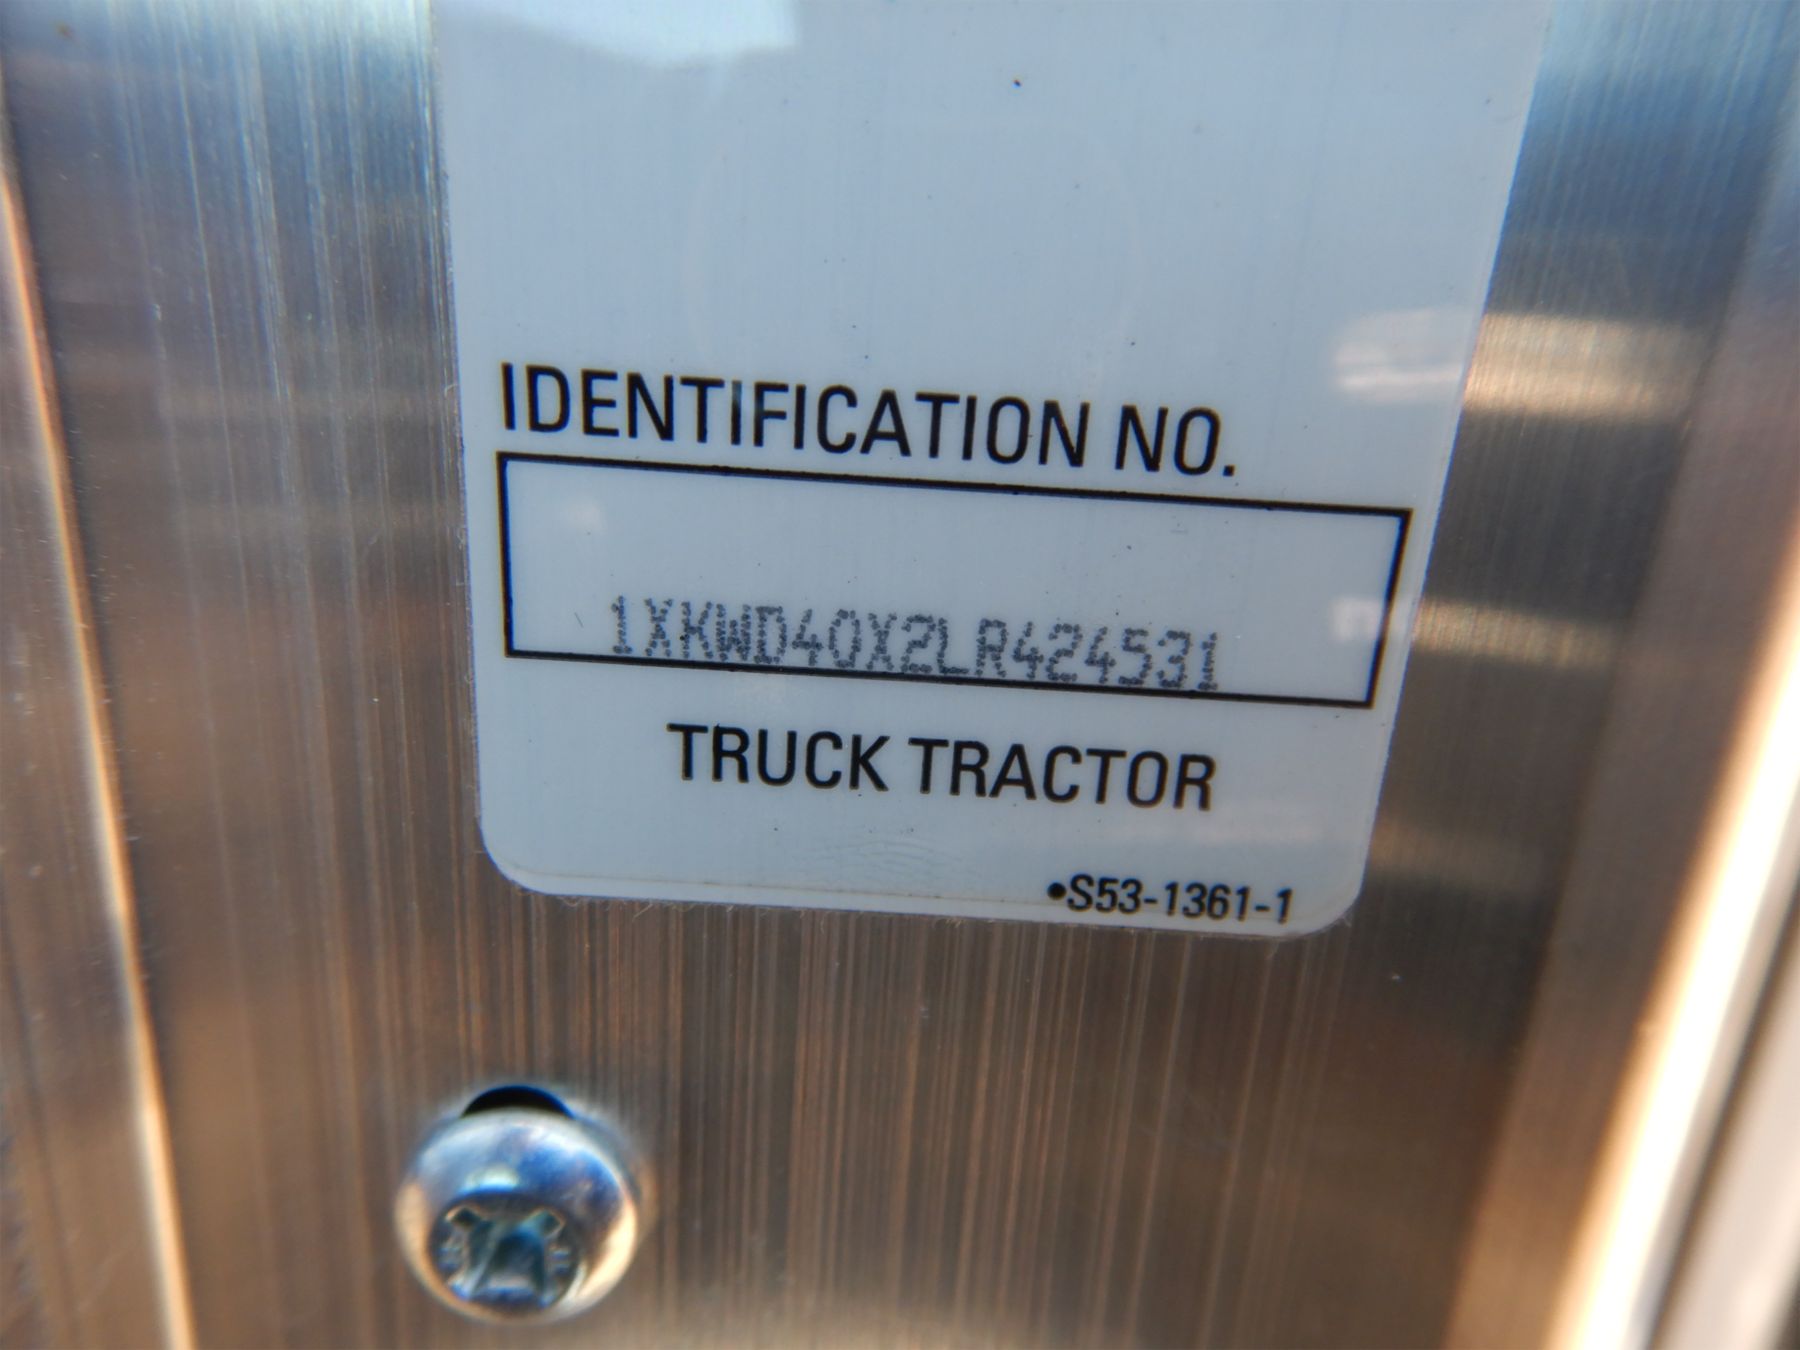 IDENTIFICATION NO.
1XKWD40X2LR424531
TRUCK TRACTOR
•S53-1361-1